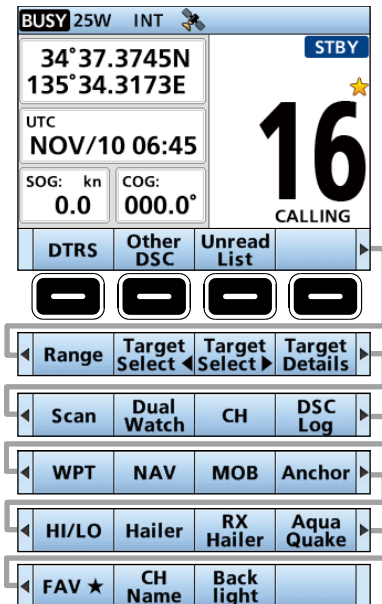 BUSY 25W INT
STBY
34°37.3745N
135°34.3173E
UTC
NOV/10 06:45
SOG: kn
0.0
COG:
000.0°
16
CALLING
DTRS
Other
DSC
Unread
List
Range
Target
Select ◀
Target
Select ▶
Target
Details
Scan
Dual
Watch
CH
DSC
Log
WPT
NAV
MOB
Anchor
HI/LO
Hailer
RX
Hailer
Aqua
Quake
FAV ★
CH
Name
Back
light